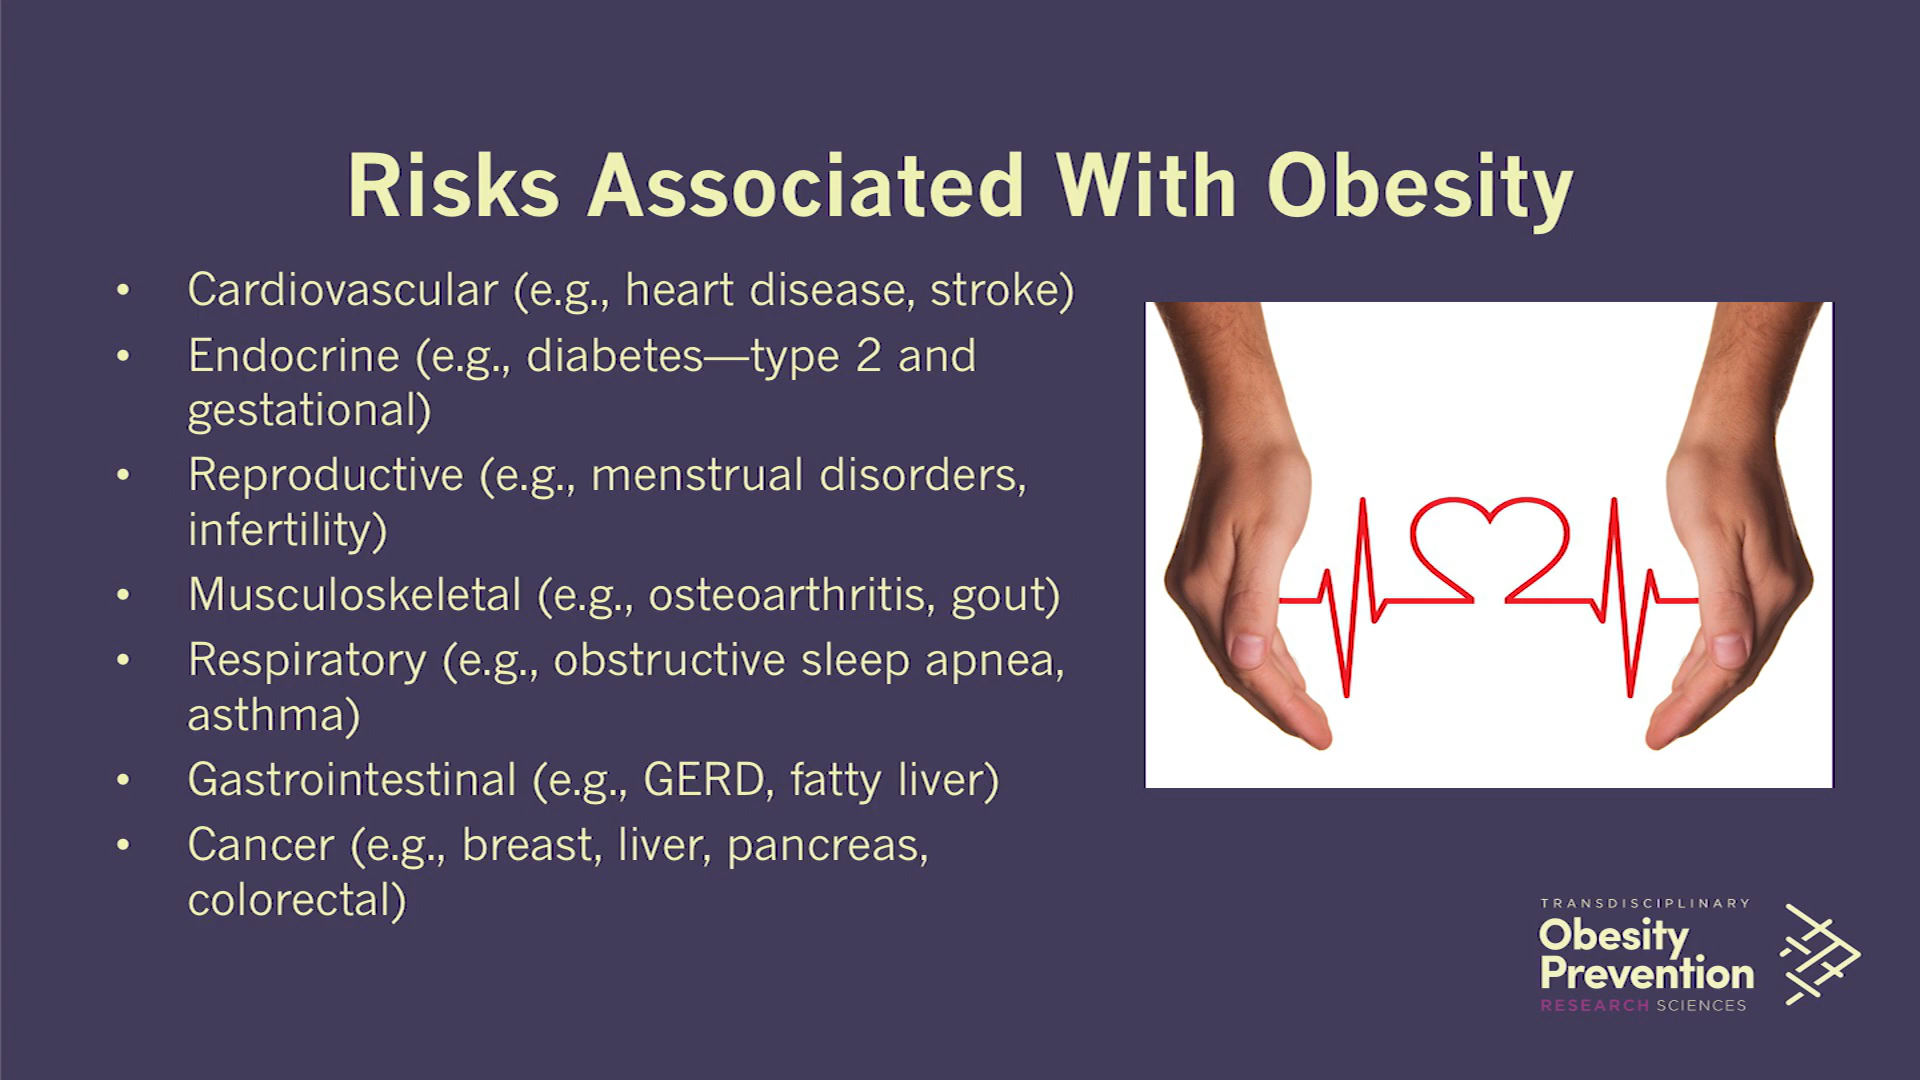 Risks Associated With Obesity
• Cardiovascular (e.g., heart disease, stroke)
• Endocrine (e.g., diabetes—type 2 and
gestational)
• Reproductive (e.g., menstrual disorders,
infertility)
• Musculoskeletal (e.g., osteoarthritis, gout)
• Respiratory (e.g., obstructive sleep apnea,
asthma)
• Gastrointestinal (e.g., GERD, fatty liver)
• Cancer (e.g., breast, liver, pancreas,
colorectal)
TRANSDISCIPLINARY
Obesity
Prevention
RESEARCH SCIENCES